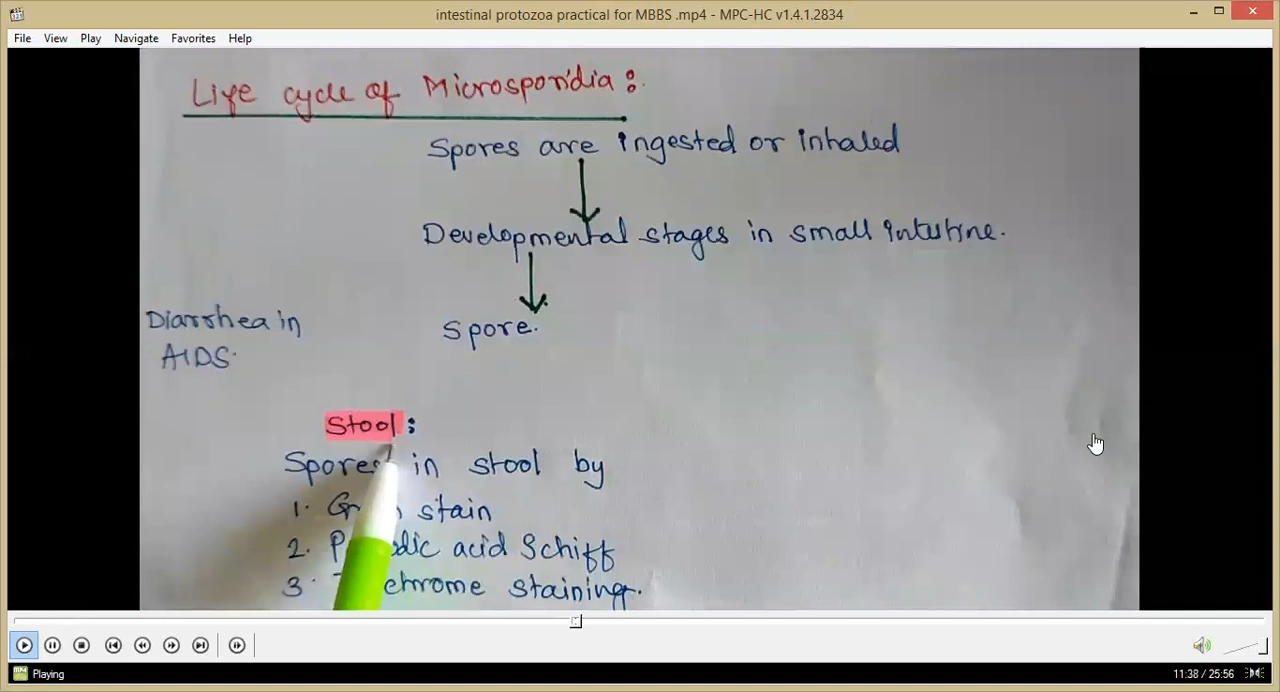 intestinal protozoa practical for MBBS .mp4 - MPC-HC v1.4.1.2834
File View Play Navigate Favorites Help
Life cycle of Microsporidia:
Spores are ingested or inhaled
Developmental stages in small intestine.
Spore.
Diarrhea in
AIDS
Stool:
Spores in stool by
1. stain
2. acid Schiff
3. staining.
Playing
11:38 / 25:56